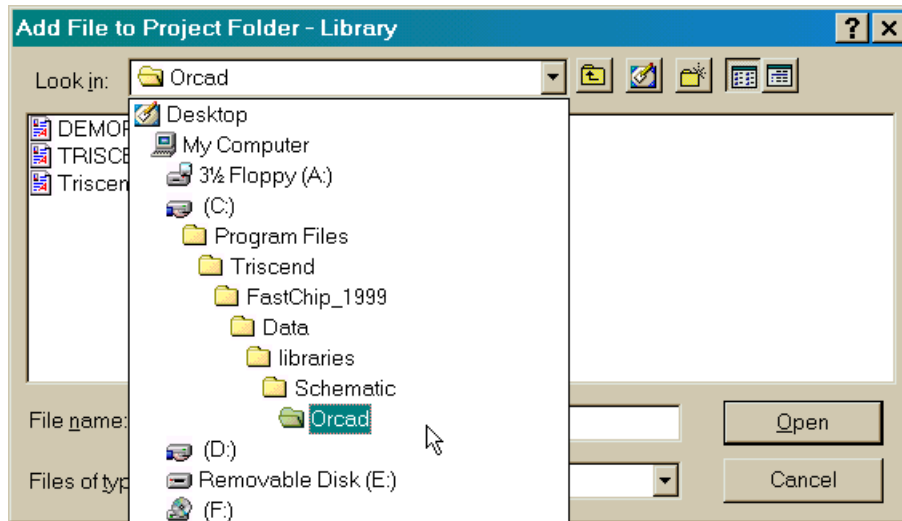 Add File to Project Folder - Library
Look in: Orcad
Desktop
My Computer
3½ Floppy (A:)
(C:)
Program Files
Triscend
FastChip_1999
Data
libraries
Schematic
Orcad
(D:)
Removable Disk (E:)
(F:)
DEMOF
TRISCE
Triscen
File name:
Open
Files of typ
Cancel